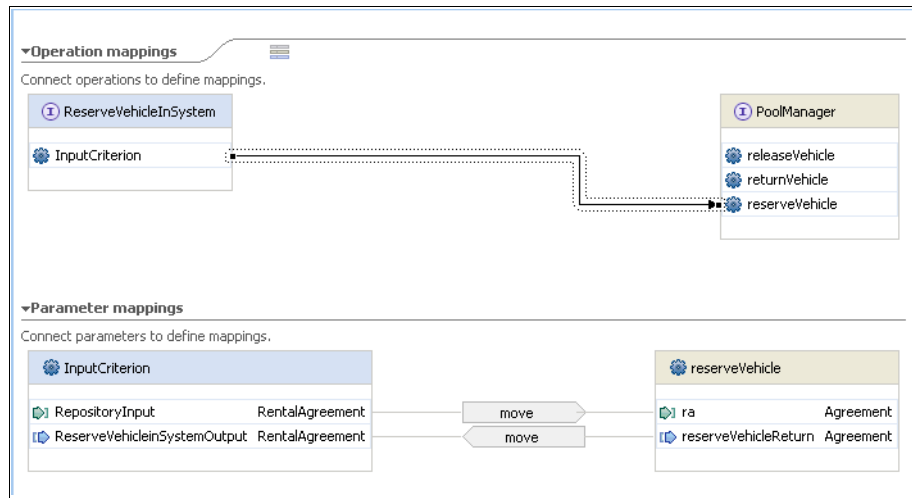 Operation mappings
Connect operations to define mappings.
ReserveVehicleInSystem
PoolManager
InputCriterion
releaseVehicle
returnVehicle
reserveVehicle
Parameter mappings
Connect parameters to define mappings.
InputCriterion
reserveVehicle
RepositoryInput RentalAgreement move ra Agreement
ReserveVehicleinSystemOutput RentalAgreement move reserveVehicleReturn Agreement